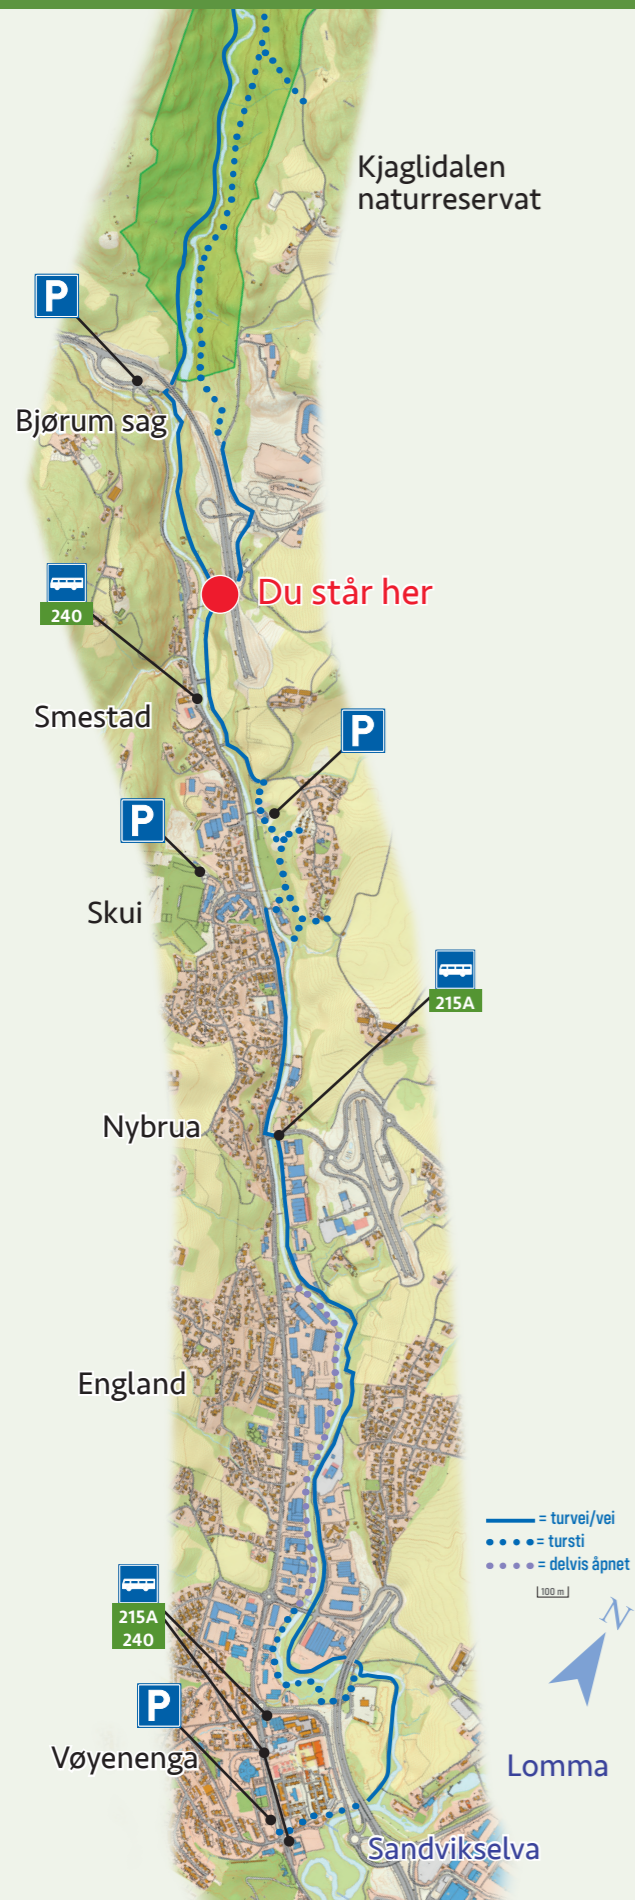 Kjaglidalen
naturreservat
P
Bjørum sag
240
Du står her
Smestad
P
P
Skui
215A
Nybrua
England
= turvei/vei
= tursti
= delvis åpnet
100 m
N
215A
240
P
Vøyenenga
Lomma
Sandvikselva